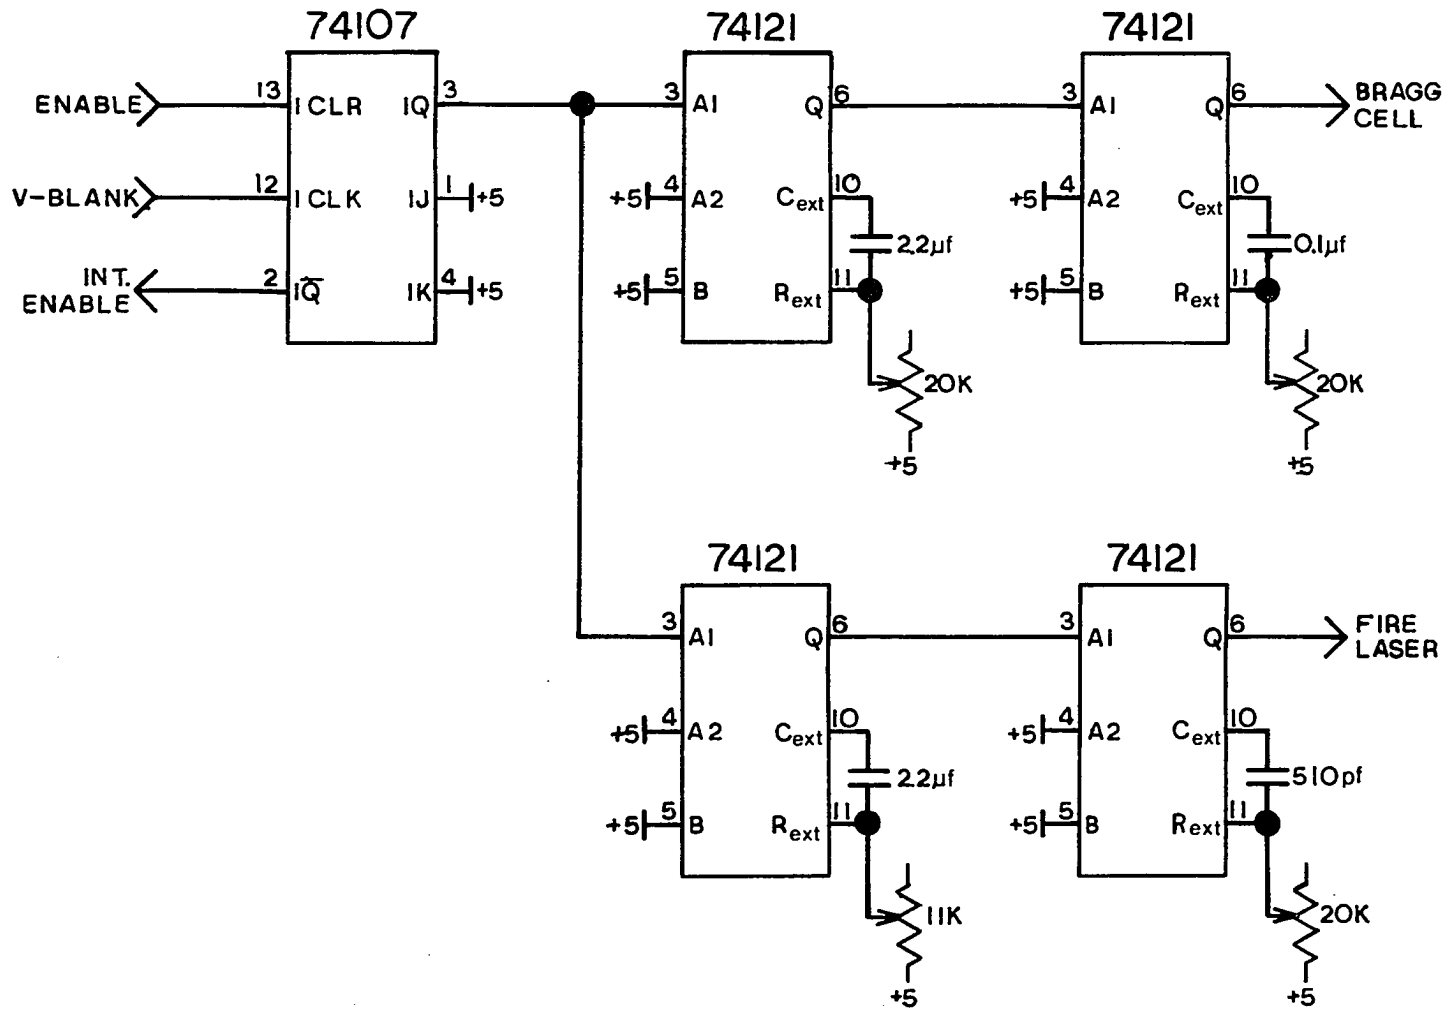 74107
74121
74121
ENABLE 13 1CLR 1Q 3
3 A1 Q 6
3 A1 Q 6
BRAGG
CELL
V-BLANK 12 1CLK 1J 1 +5
+5 4 A2 Cext 10
+5 4 A2 Cext 10
2.2µf
0.1µf
INT.
ENABLE
2 1Q̅ 1K 4 +5
+5 5 B Rext 11
+5 5 B Rext 11
20K
+5
20K
+5
74121
74121
3 A1 Q 6
3 A1 Q 6
FIRE
LASER
+5 4 A2 Cext 10
+5 4 A2 Cext 10
2.2µf
510pf
+5 5 B Rext 11
+5 5 B Rext 11
11K
+5
20K
+5